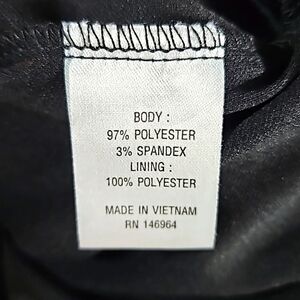 BODY :
97% POLYESTER
3% SPANDEX
LINING :
100% POLYESTER
MADE IN VIETNAM
RN 146964